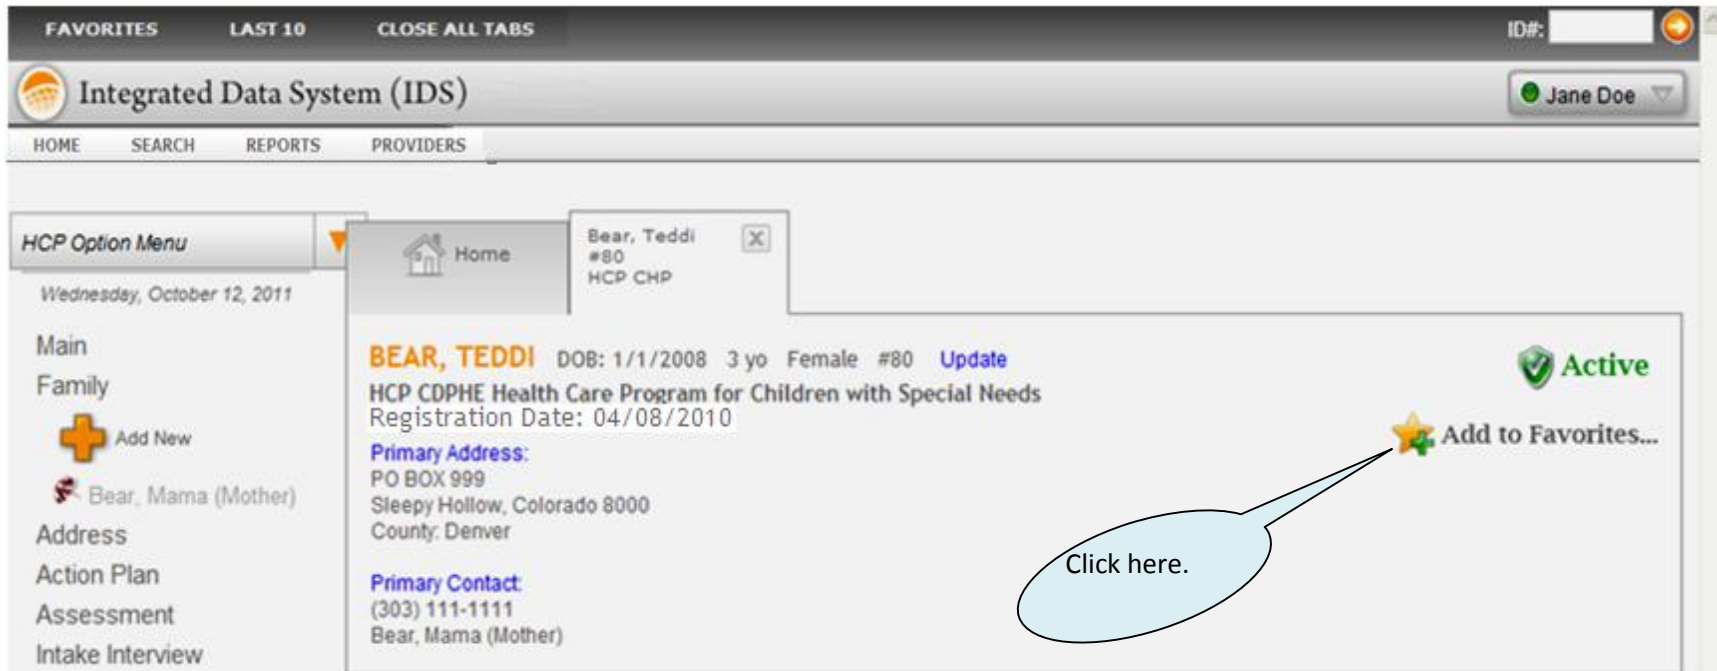 FAVORITES LAST 10 CLOSE ALL TABS ID#:
Integrated Data System (IDS) Jane Doe
HOME SEARCH REPORTS PROVIDERS
HCP Option Menu
Wednesday, October 12, 2011
Main
Family
Add New
Bear, Mama (Mother)
Address
Action Plan
Assessment
Intake Interview
Home
Bear, Teddi X
#80
HCP CHP
BEAR, TEDDI DOB: 1/1/2008 3 yo Female #80 Update
HCP CDPHE Health Care Program for Children with Special Needs
Registration Date: 04/08/2010
Primary Address:
PO BOX 999
Sleepy Hollow, Colorado 8000
County: Denver
Primary Contact:
(303) 111-1111
Bear, Mama (Mother)
Active
Add to Favorites...
Click here.